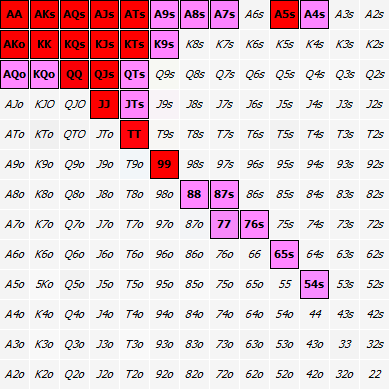 AA AKs AQs AJs ATs A9s A8s A7s A6s A5s A4s A3s A2s
AKo KK KQs KJs KTs K9s K8s K7s K6s K5s K4s K3s K2s
AQo KQo QQ QJs QTs Q9s Q8s Q7s Q6s Q5s Q4s Q3s Q2s
AJo KJO QJO JJ JTs J9s J8s J7s J6s J5s J4s J3s J2s
ATo KTo QTO JTo TT T9s T8s T7s T6s T5s T4s T3s T2s
A9o K9o Q9o J9o T9o 99 98s 97s 96s 95s 94s 93s 92s
A8o K8o Q8o J8o T8o 98o 88 87s 86s 85s 84s 83s 82s
A7o K7o Q7o J7o T7o 97o 87o 77 76s 75s 74s 73s 72s
A6o K6o Q6o J6o T6o 96o 86o 76o 66 65s 64s 63s 62s
A5o 5Ko Q5o J5o T5o 95o 85o 75o 65o 55 54s 53s 52s
A4o K4o Q4o J4o T4o 94o 84o 74o 64o 54o 44 43s 42s
A3o K3o Q3o J3o T3o 93o 83o 73o 63o 53o 43o 33 32s
A2o K2o Q2o J2o T2o 92o 82o 72o 62o 52o 42o 32o 22